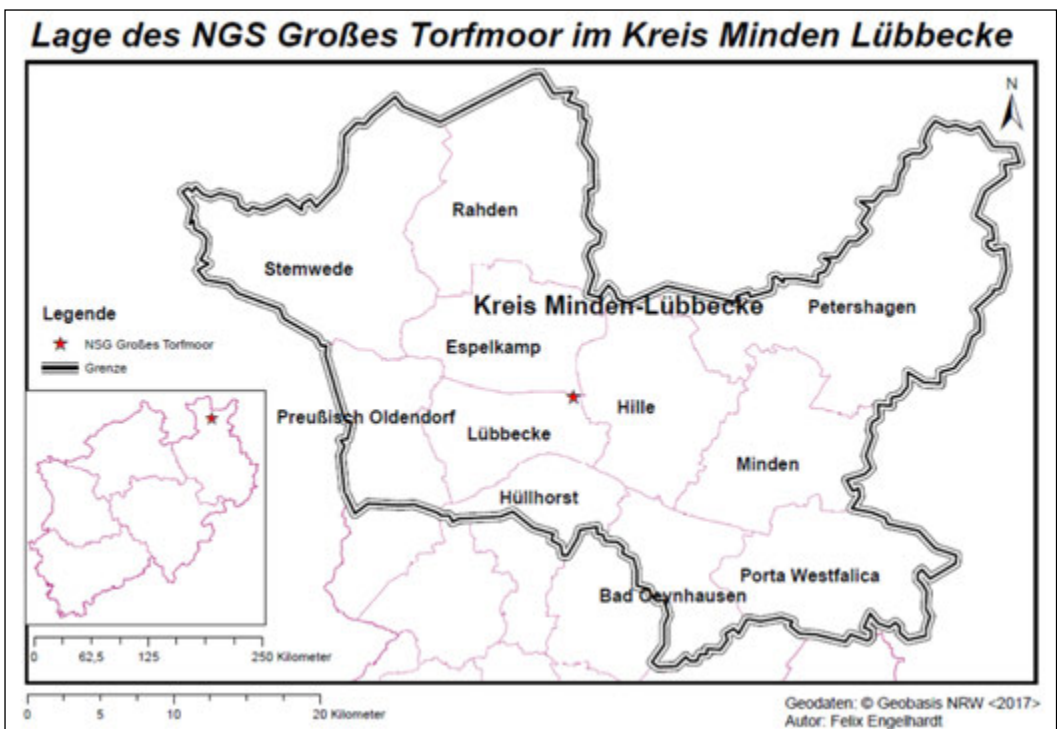 Lage des NGS Großes Torfmoor im Kreis Minden Lübbecke
N
Rahden
Stemwede
Kreis Minden-Lübbecke
Petershagen
Legende
NSG Großes Torfmoor
Grenze
Espelkamp
Preußisch Oldendorf
Hille
Lübbecke
Minden
Hüllhorst
Porta Westfalica
Bad Oeynhausen
0 62,5 125 250 Kilometer
0 5 10 20 Kilometer
Geodaten: © Geobasis NRW <2017>
Autor: Felix Engelhardt